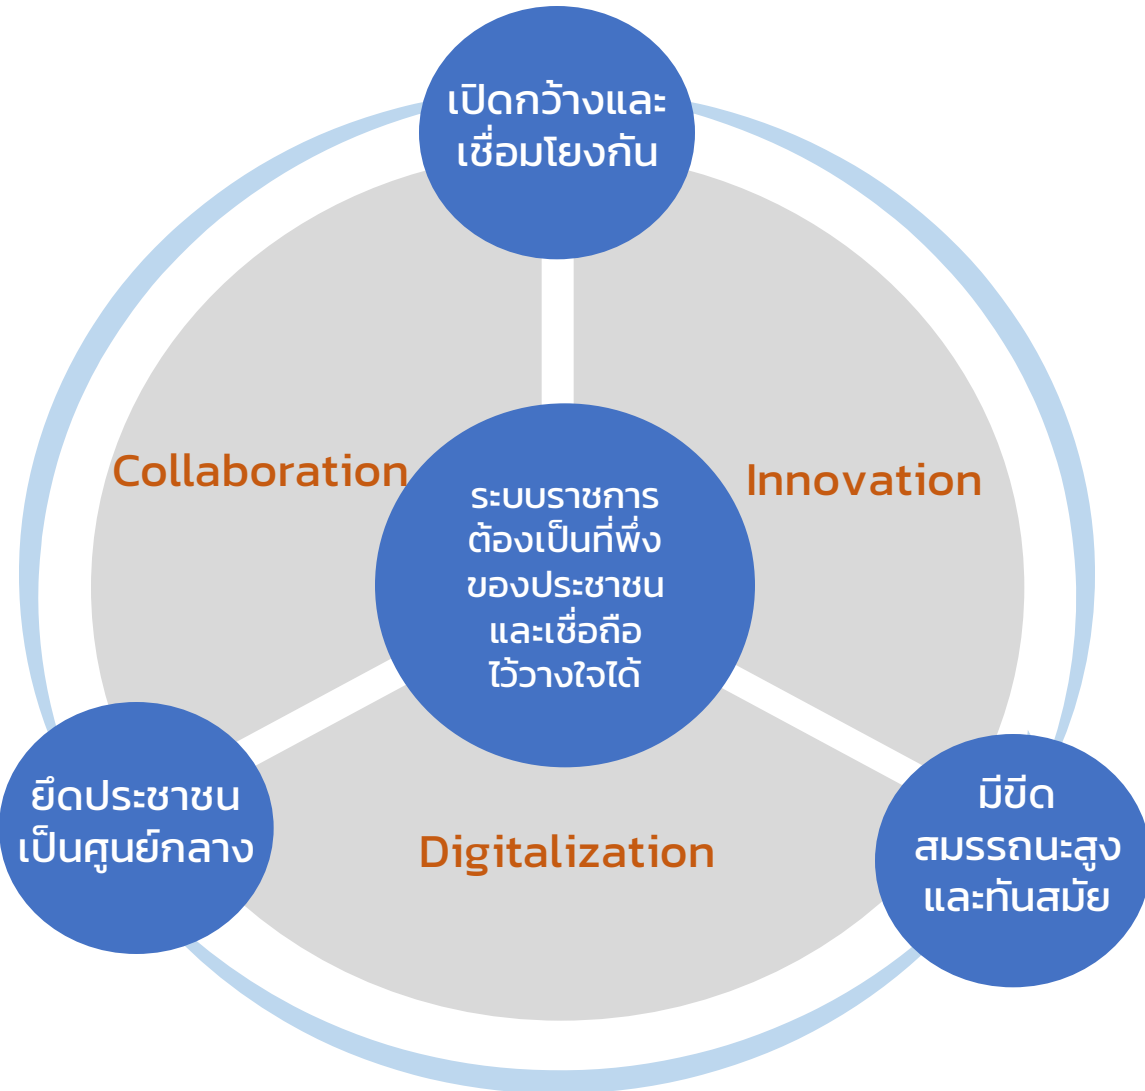 เปิดกว้างและ
เชื่อมโยงกัน
Collaboration
Innovation
ระบบราชการ
ต้องเป็นที่พึ่ง
ของประชาชน
และเชื่อถือ
ไว้วางใจได้
ยึดประชาชน
เป็นศูนย์กลาง
Digitalization
มีขีด
สมรรถนะสูง
และทันสมัย